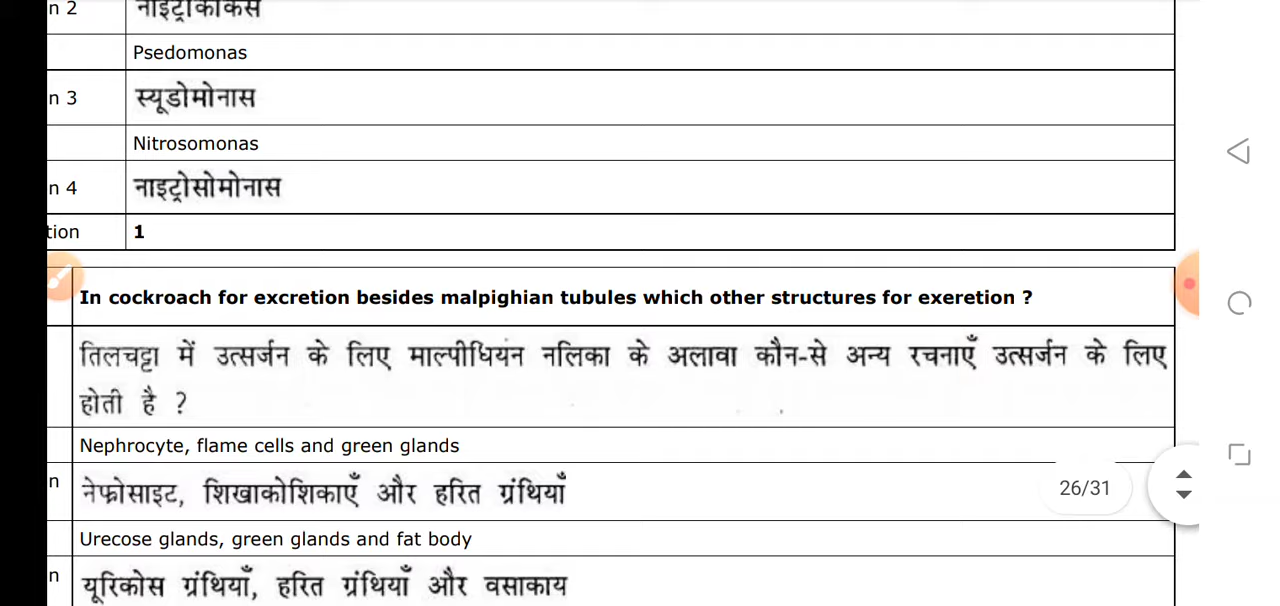 n 2
नाइट्रोकोकस
Psedomonas
n 3
स्यूडोमोनास
Nitrosomonas
n 4
नाइट्रोसोमोनास
tion
1
In cockroach for excretion besides malpighian tubules which other structures for exeretion ?
तिलचट्टा में उत्सर्जन के लिए माल्पीधियन नलिका के अलावा कौन-से अन्य रचनाएँ उत्सर्जन के लिए
होती है ?
Nephrocyte, flame cells and green glands
n
नेफ्रोसाइट, शिखाकोशिकाएँ और हरित ग्रंथियाँ
26/31
Urecose glands, green glands and fat body
n
यूरिकोस ग्रंथियाँ, हरित ग्रंथियाँ और वसाकाय